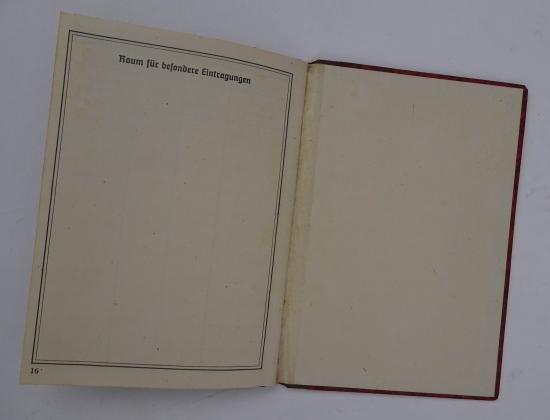 Raum für besondere Eintragungen
16